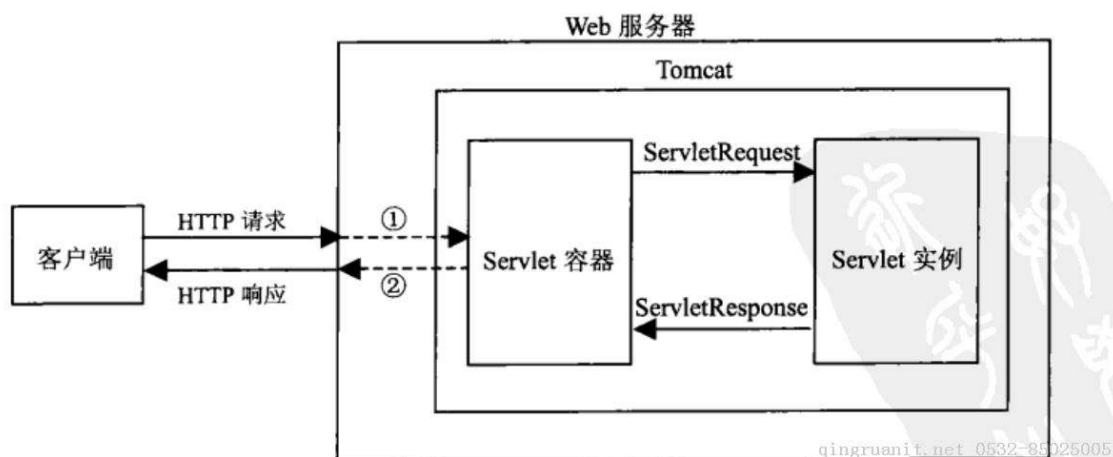 Web 服务器
Tomcat
ServletRequest
HTTP 请求
①
客户端
Servlet 容器
Servlet 实例
②
HTTP 响应
ServletResponse
qingruanit.net 0532-85025005